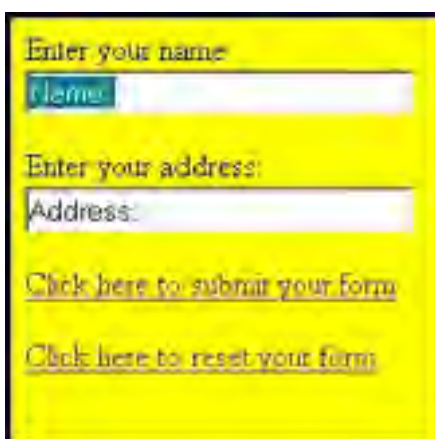 Enter your name
Name:
Enter your address:
Address:
Click here to submit your form
Click here to reset your form